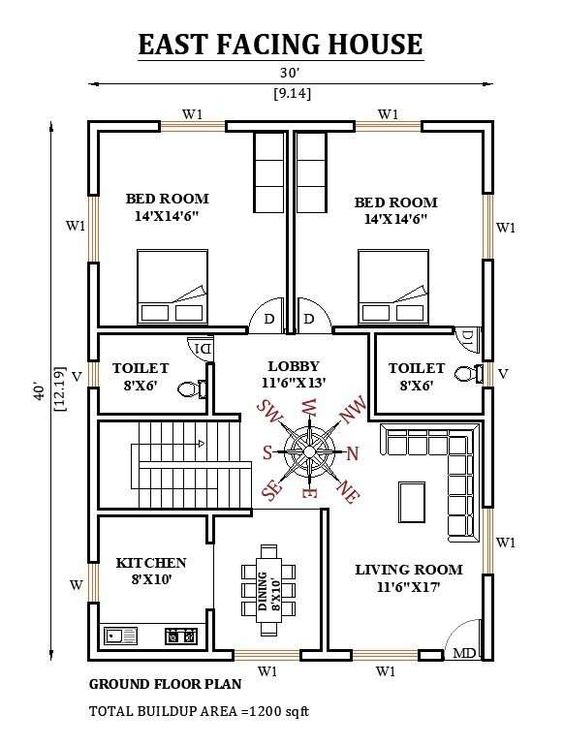 EAST FACING HOUSE
30'
[9.14]
W1
W1
BED ROOM
14'X14'6"
BED ROOM
14'X14'6"
W1
W1
D
D
D1
D1
TOILET
8'X6'
LOBBY
11'6"X13'
TOILET
8'X6'
V
V
40'
[12.19]
SW
W
NW
S
N
SE
E
NE
KITCHEN
8'X10'
DINING
8'X10'
LIVING ROOM
11'6"X17'
W
W1
MD
W1
W1
GROUND FLOOR PLAN
TOTAL BUILDUP AREA =1200 sqft